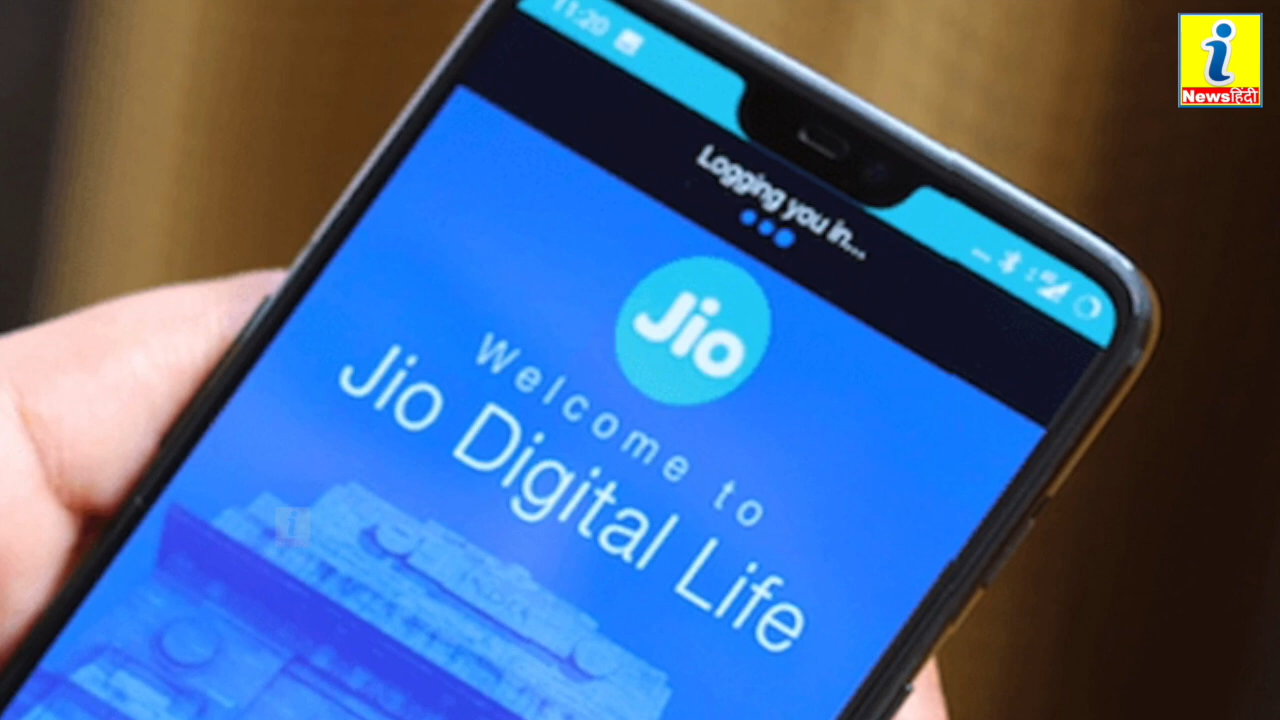 11:20
Logging you in...
Jio
Welcome to
Jio Digital Life
i
Newsहिंदी